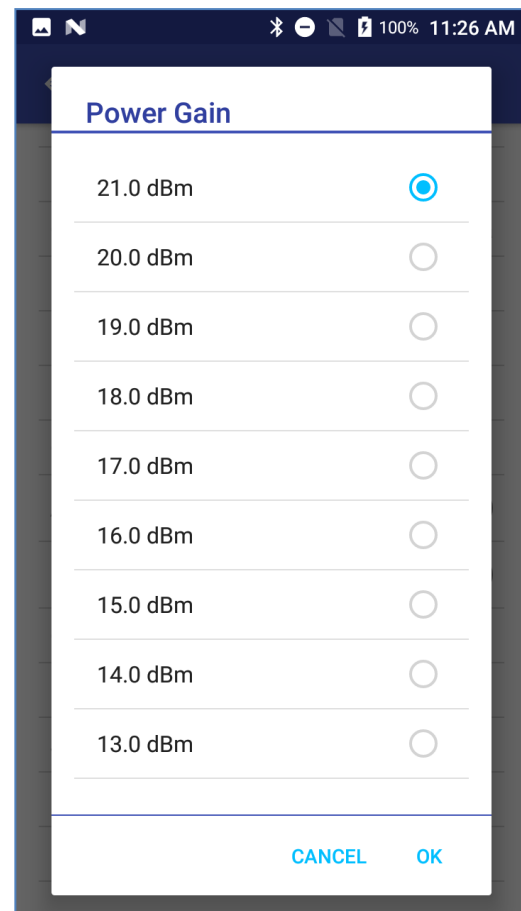 100% 11:26 AM
Power Gain
21.0 dBm
20.0 dBm
19.0 dBm
18.0 dBm
17.0 dBm
16.0 dBm
15.0 dBm
14.0 dBm
13.0 dBm
CANCEL OK